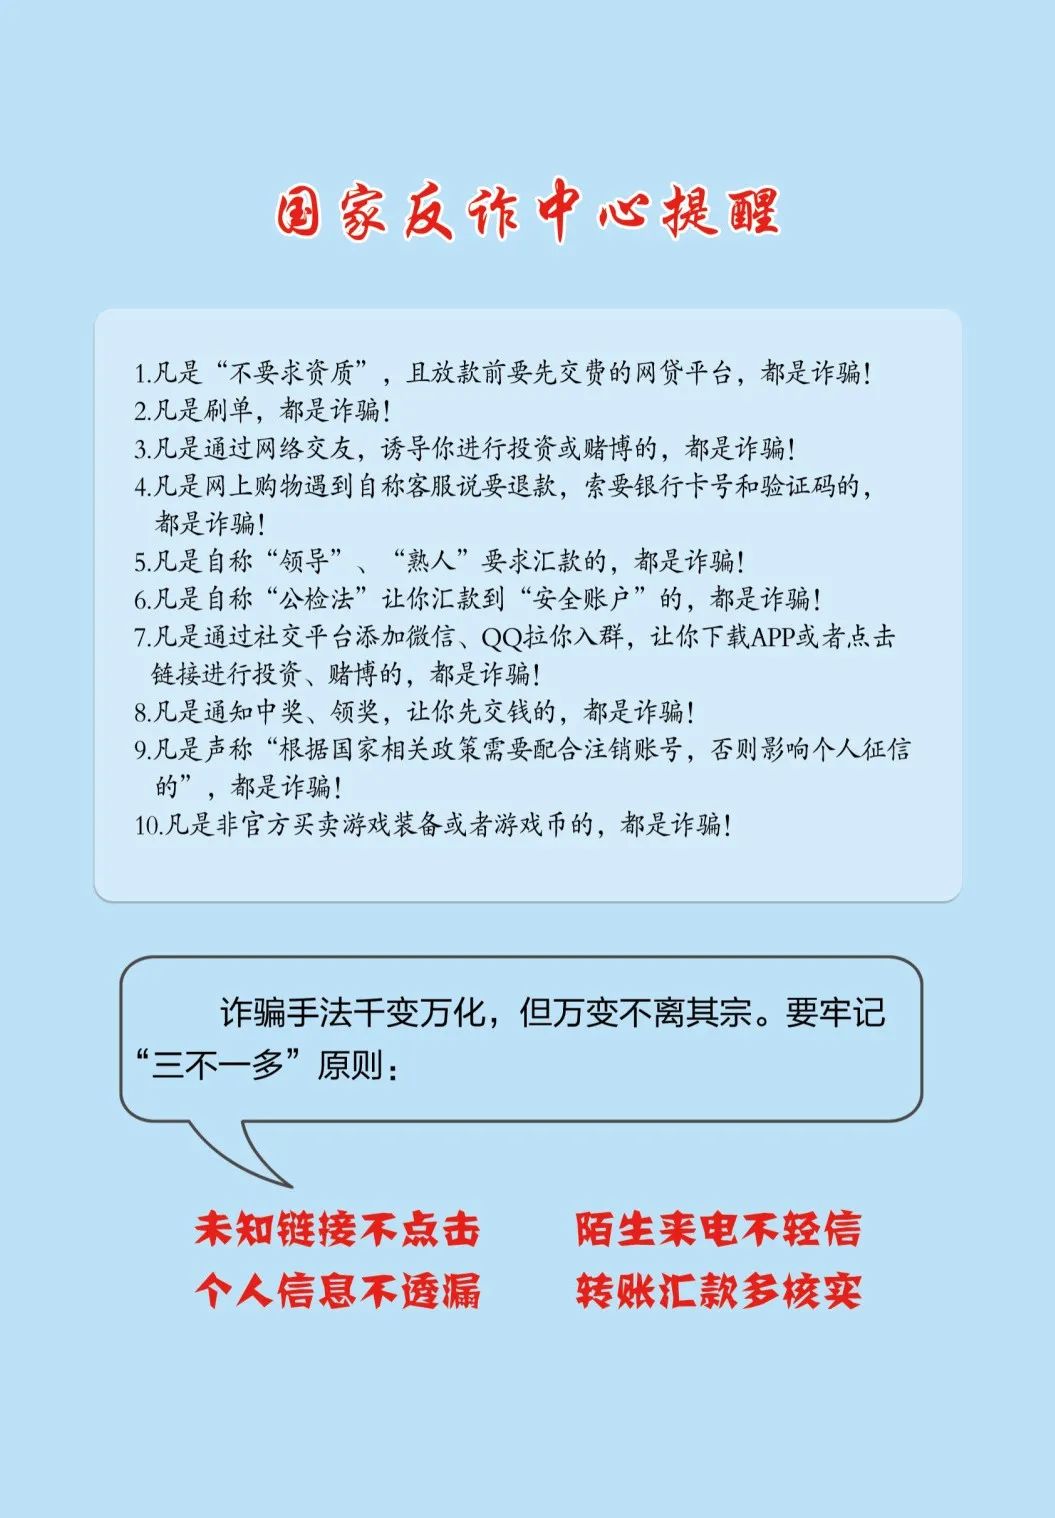 国家反诈中心提醒
1.凡是“不要求资质”，且放款前要先交费的网贷平台，都是诈骗！
2.凡是刷单，都是诈骗！
3.凡是通过网络交友，诱导你进行投资或赌博的，都是诈骗！
4.凡是网上购物遇到自称客服说要退款，索要银行卡号和验证码的，
都是诈骗！
5.凡是自称“领导”、“熟人”要求汇款的，都是诈骗！
6.凡是自称“公检法”让你汇款到“安全账户”的，都是诈骗！
7.凡是通过社交平台添加微信、QQ拉你入群，让你下载APP或者点击
链接进行投资、赌博的，都是诈骗！
8.凡是通知中奖、领奖，让你先交钱的，都是诈骗！
9.凡是声称“根据国家相关政策需要配合注销账号，否则影响个人征信
的”，都是诈骗！
10.凡是非官方买卖游戏装备或者游戏币的，都是诈骗！
诈骗手法千变万化，但万变不离其宗。要牢记
“三不一多”原则：
未知链接不点击 陌生来电不轻信
个人信息不透漏 转账汇款多核实